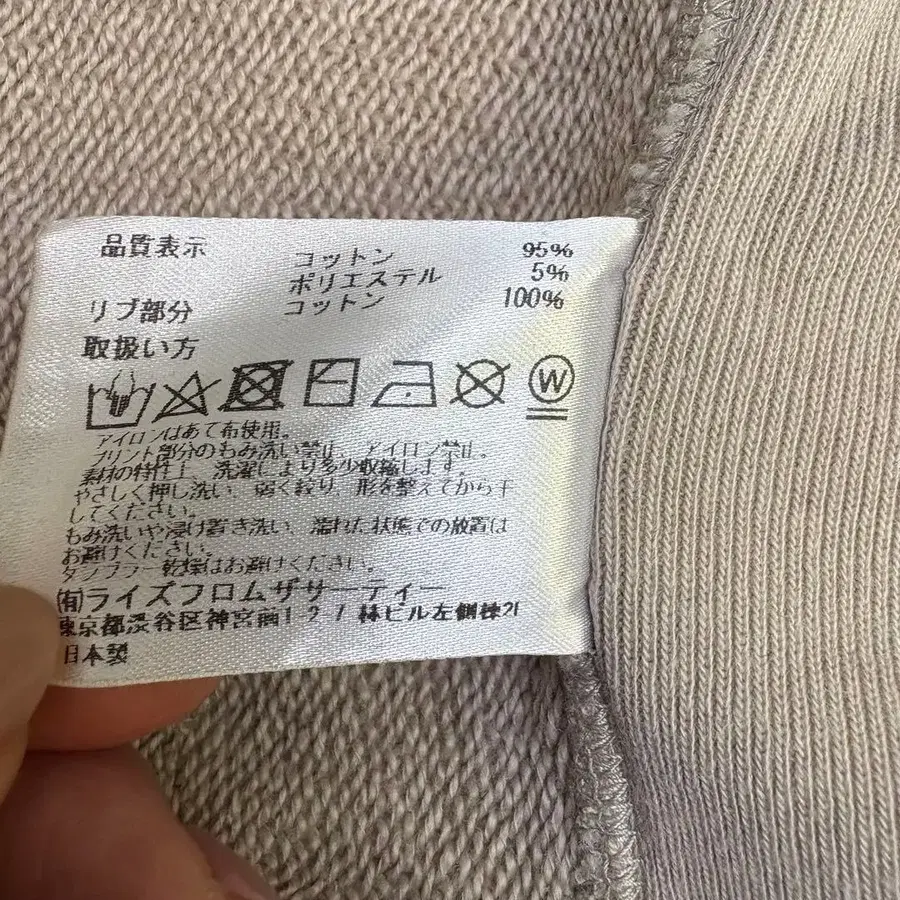 品質表示 コットン 95%
ポリエステル 5%
リブ部分 コットン 100%
取扱い方
W
アイロンはあて布使用。
プリント部分のもみ洗い禁止、アイロン禁止。
素材の特性上、洗濯により多少収縮します。
やさしく押し洗い、弱く絞り、形を整えてから干
してください。
もみ洗いや浸け置き洗い、濡れた状態での放置は
お避けください。
タンブラー乾燥はお避けください。
(有)ライズフロムザサーティー
東京都渋谷区神宮前1-2-7 林ビル左側棟2F
日本製